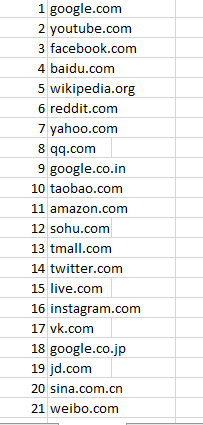 1 google.com
2 youtube.com
3 facebook.com
4 baidu.com
5 wikipedia.org
6 reddit.com
7 yahoo.com
8 qq.com
9 google.co.in
10 taobao.com
11 amazon.com
12 sohu.com
13 tmall.com
14 twitter.com
15 live.com
16 instagram.com
17 vk.com
18 google.co.jp
19 jd.com
20 sina.com.cn
21 weibo.com